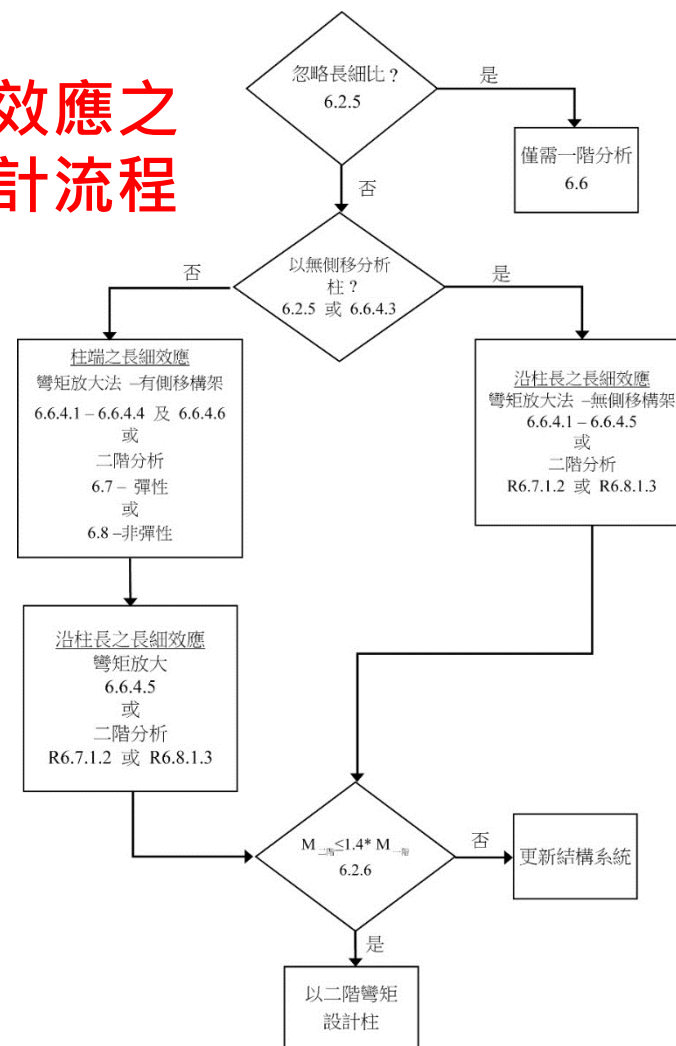 效應之
計流程
忽略長細比？
6.2.5
是
僅需一階分析
6.6
否
以無側移分析
柱？
6.2.5 或 6.6.4.3
否
是
柱端之長細效應
彎矩放大法 –有側移構架
6.6.4.1 – 6.6.4.4 及 6.6.4.6
或
二階分析
6.7 – 彈性
或
6.8 –非彈性
沿柱長之長細效應
彎矩放大法 –無側移構架
6.6.4.1 – 6.6.4.5
或
二階分析
R6.7.1.2 或 R6.8.1.3
沿柱長之長細效應
彎矩放大
6.6.4.5
或
二階分析
R6.7.1.2 或 R6.8.1.3
M 二階≤1.4* M 一階
6.2.6
否
更新結構系統
是
以二階彎矩
設計柱